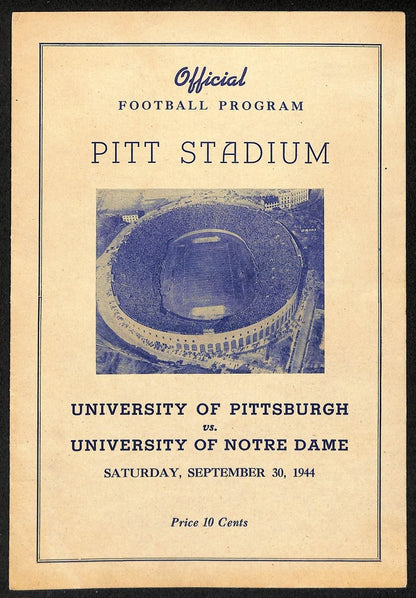 Official
FOOTBALL PROGRAM
PITT STADIUM
UNIVERSITY OF PITTSBURGH
vs.
UNIVERSITY OF NOTRE DAME
SATURDAY, SEPTEMBER 30, 1944
Price 10 Cents